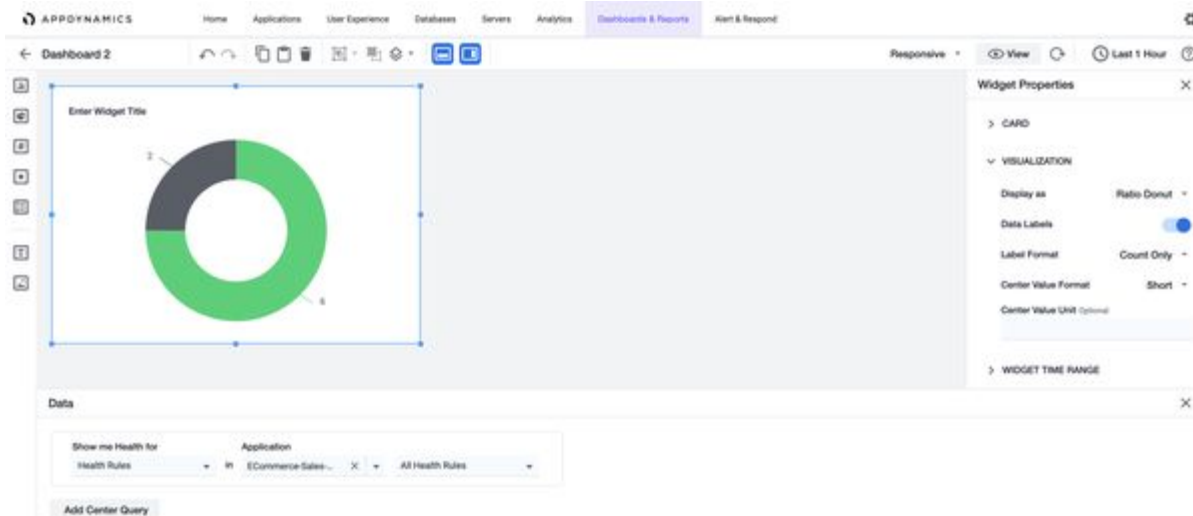 APPDYNAMICS Home Applications User Experience Databases Servers Analytics Dashboards & Reports Alert & Respond
Dashboard 2 Responsive View Last 1 Hour
Widget Properties
Enter Widget Title
CARD
2
VISUALIZATION
Display as Ratio Donut
Data Labels
Label Format Count Only
Center Value Format Short
6
Center Value Unit Optional
WIDGET TIME RANGE
Data
Show me Health for Application
Health Rules in ECommerce-Sales-... All Health Rules
Add Center Query